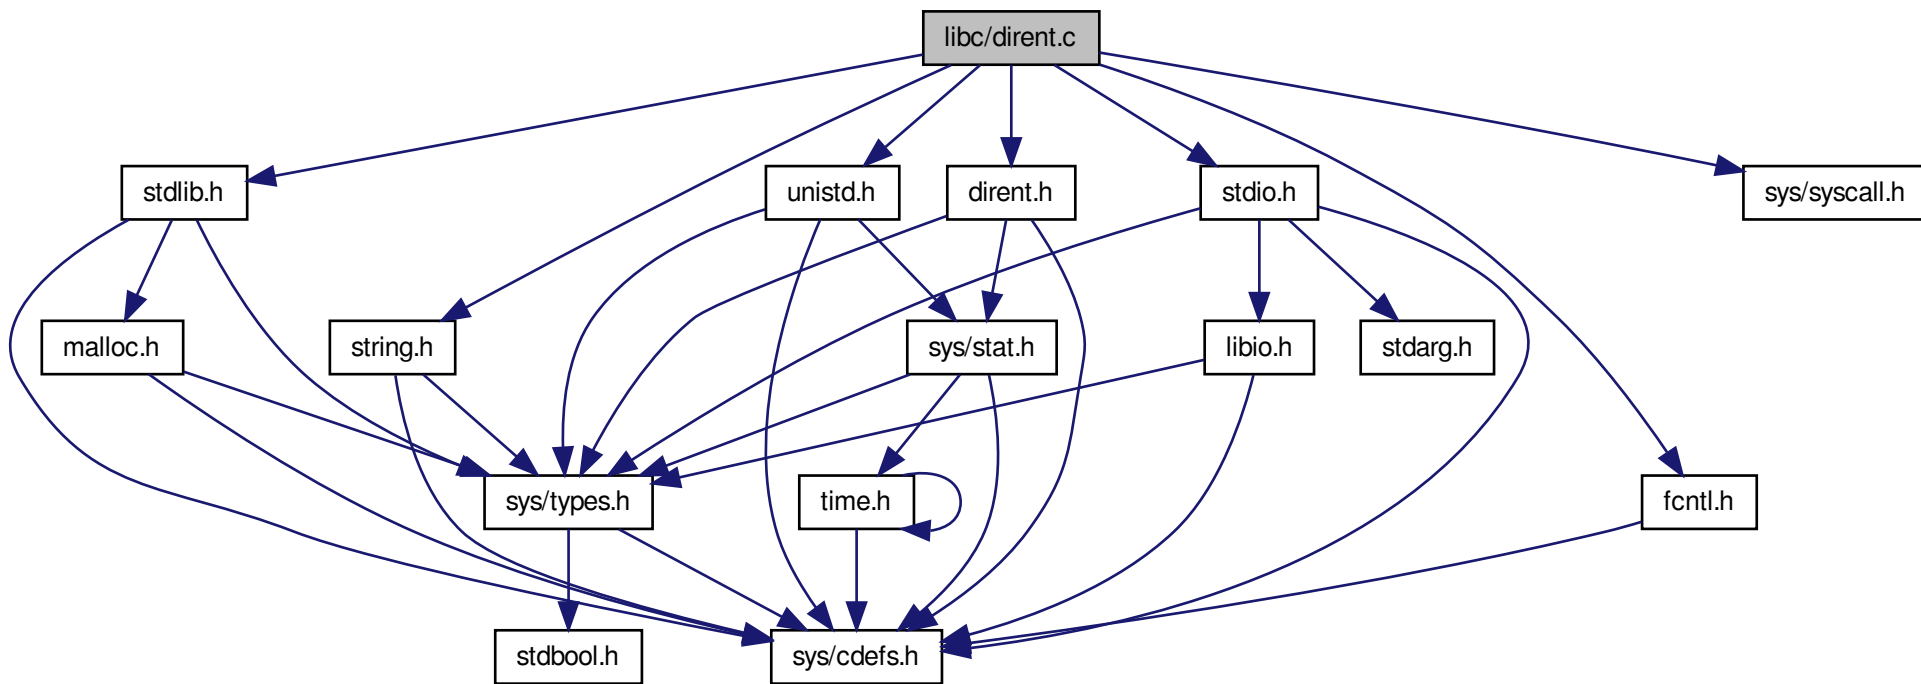 libc/dirent.c
stdlib.h
unistd.h
dirent.h
stdio.h
sys/syscall.h
malloc.h
string.h
sys/stat.h
libio.h
stdarg.h
sys/types.h
time.h
fcntl.h
stdbool.h
sys/cdefs.h